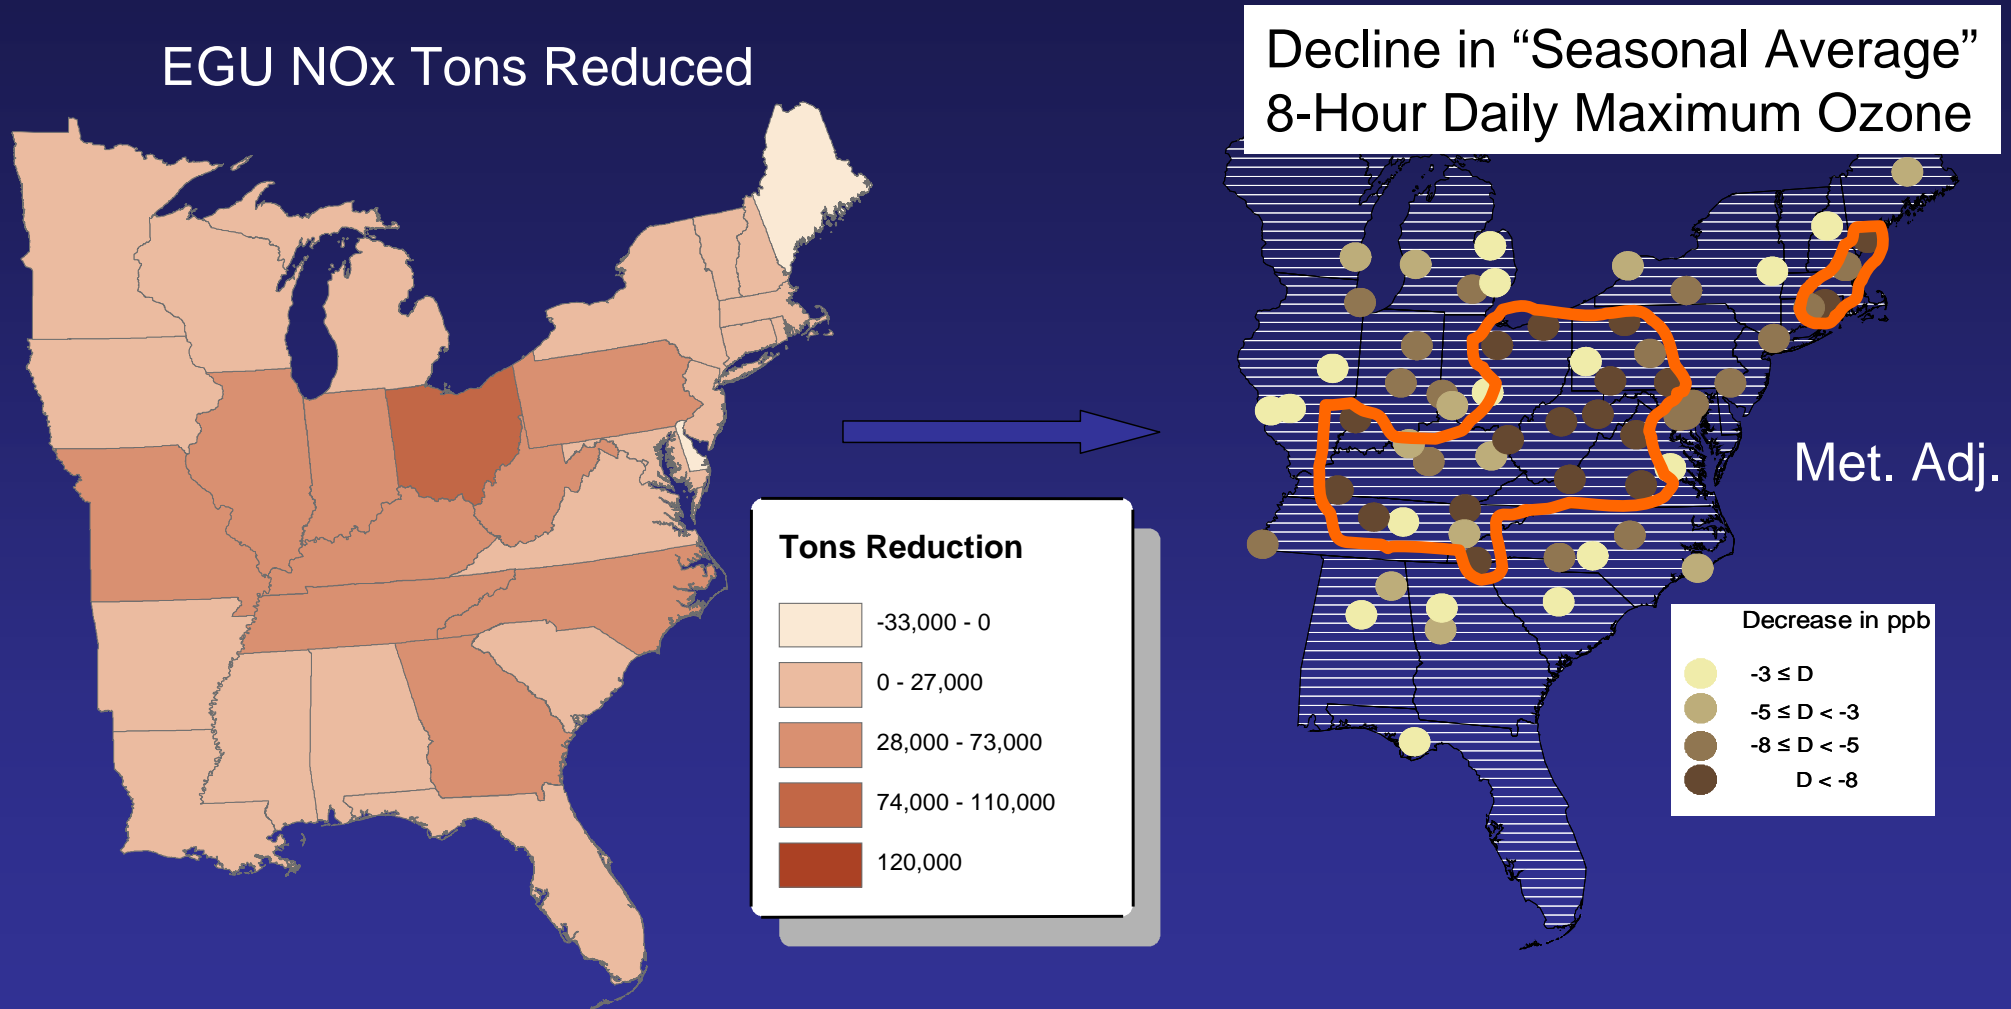 EGU NOx Tons Reduced
Decline in “Seasonal Average”
8-Hour Daily Maximum Ozone
Met. Adj.
Tons Reduction
-33,000 - 0
0 - 27,000
28,000 - 73,000
74,000 - 110,000
120,000
Decrease in ppb
-3 ≤ D
-5 ≤ D < -3
-8 ≤ D < -5
D < -8